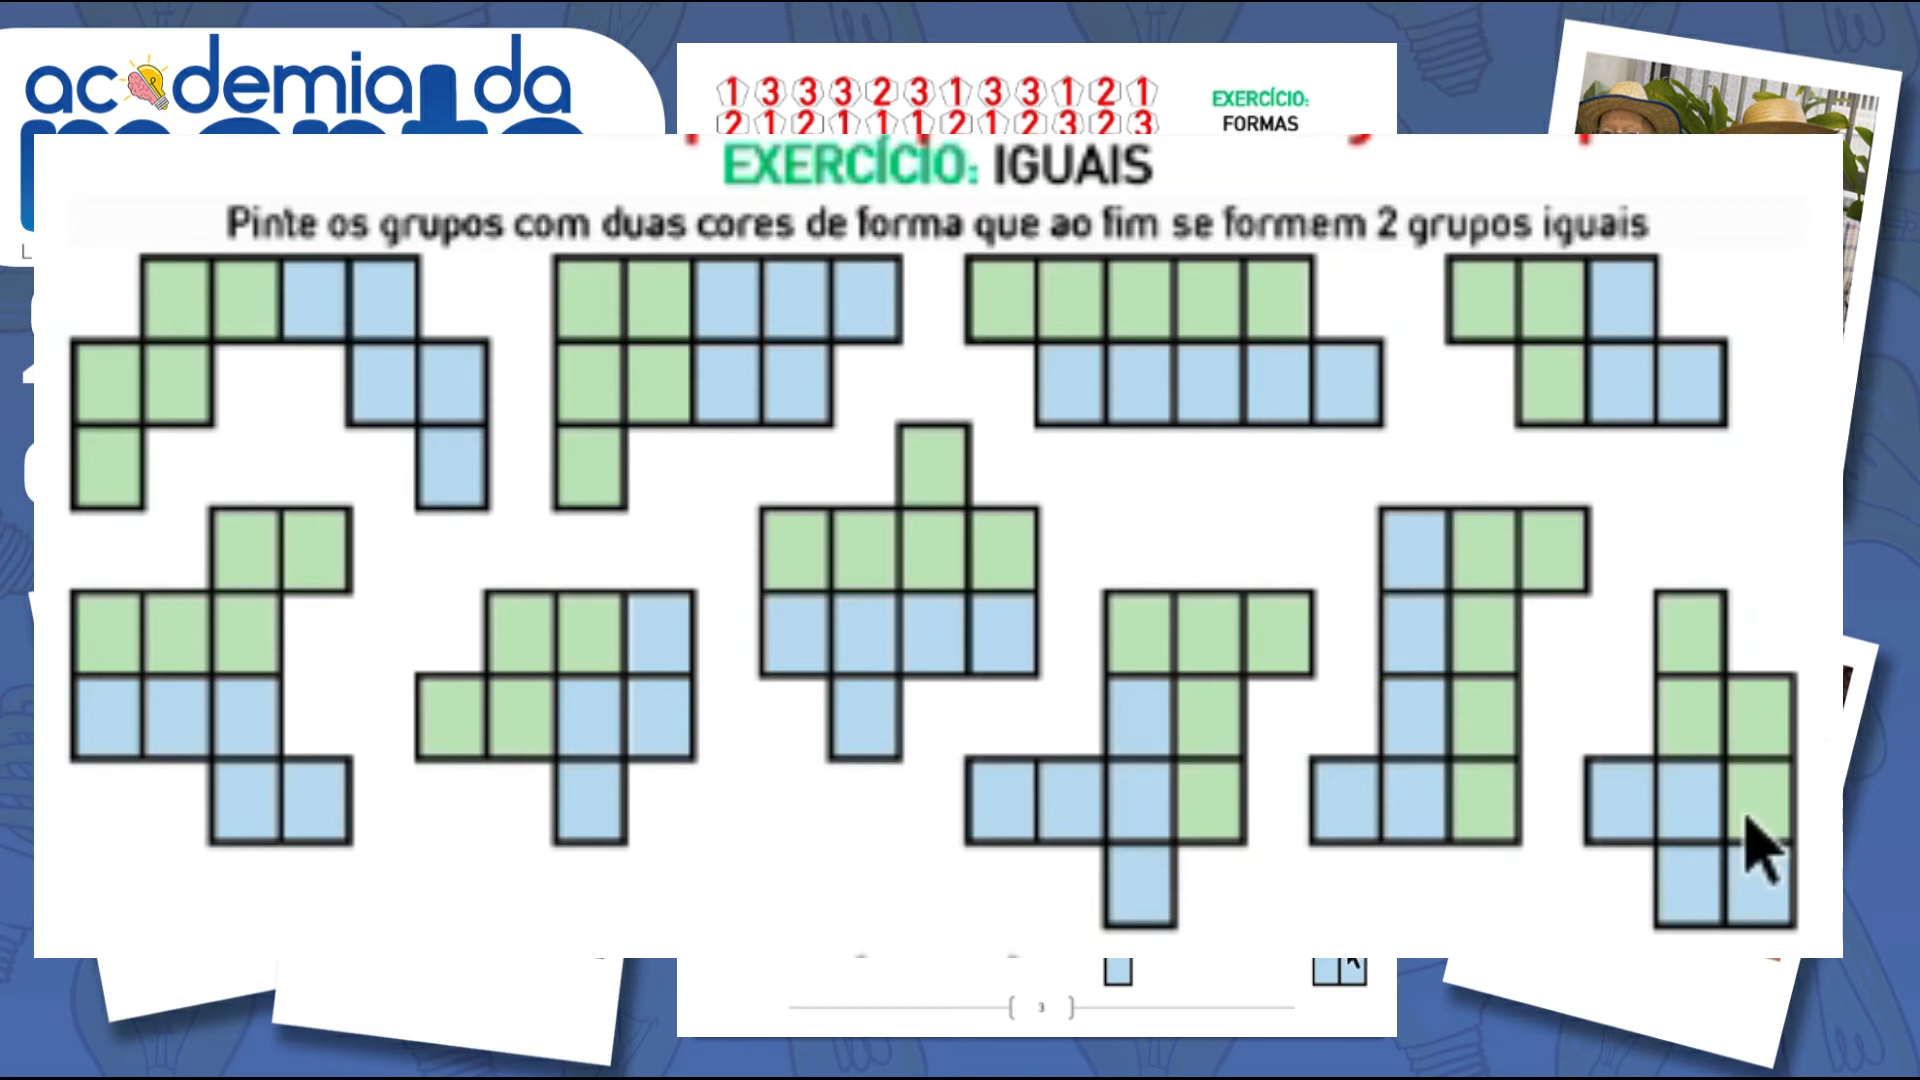 academia da
1 3 3 3 2 3 1 3 3 1 2 1
2 1 2 1 1 1 2 1 2 3 2 3
EXERCÍCIO:
FORMAS
EXERCÍCIO: IGUAIS
Pinte os grupos com duas cores de forma que ao fim se formem 2 grupos iguais
3